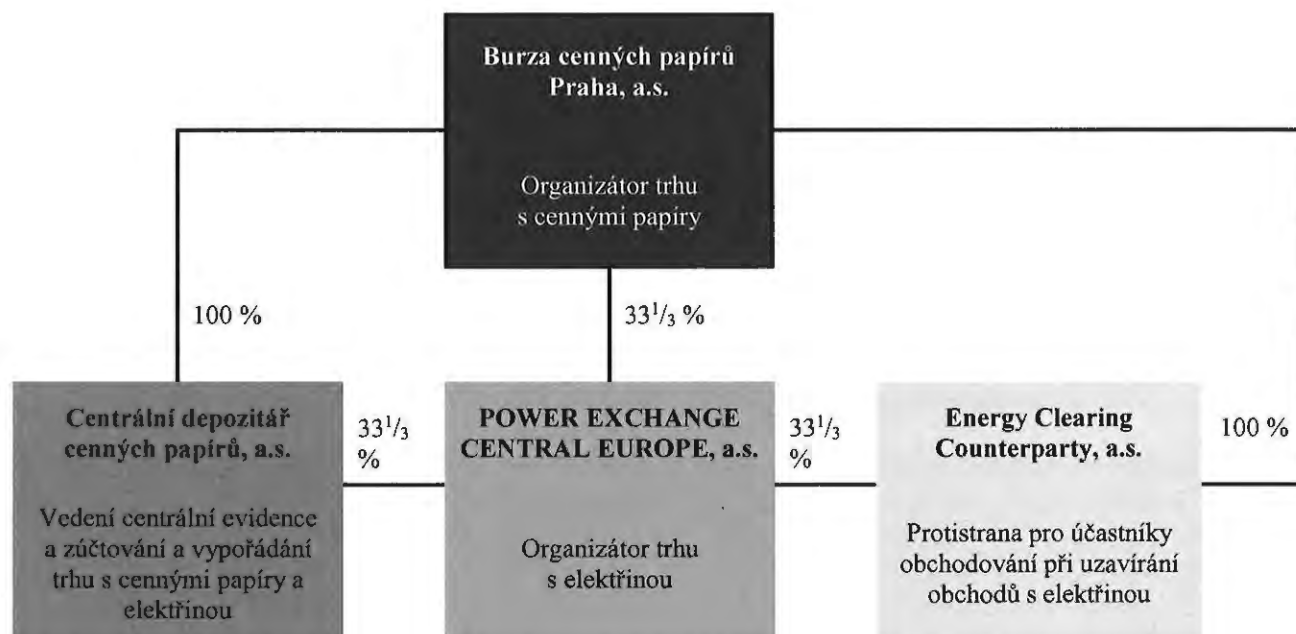 Burza cenných papírů
Praha, a.s.
Organizátor trhu
s cennými papíry
100 %
33¹/₃ %
Centrální depozitář
cenných papírů, a.s.
Vedení centrální evidence
a zúčtování a vypořádání
trhu s cennými papíry a
elektřinou
33¹/₃
%
POWER EXCHANGE
CENTRAL EUROPE, a.s.
Organizátor trhu
s elektřinou
33¹/₃
%
Energy Clearing
Counterparty, a.s.
Protistrana pro účastníky
obchodování při uzavírání
obchodů s elektřinou
100 %